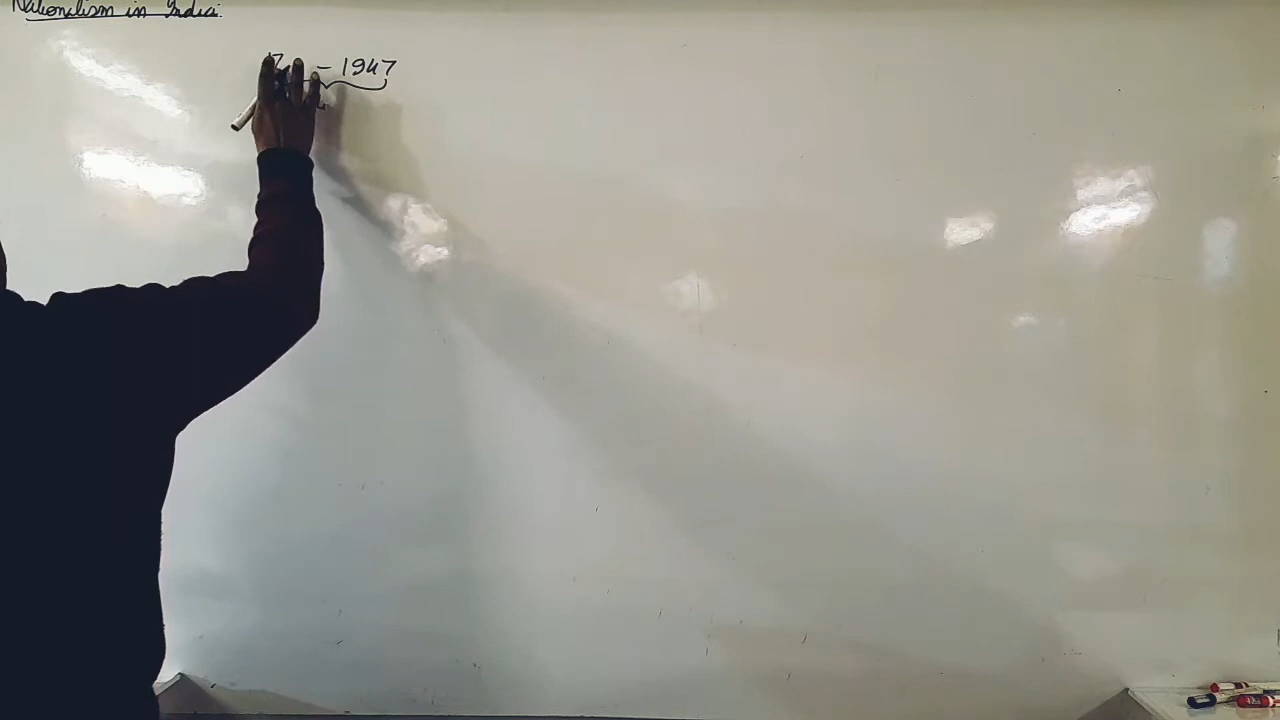 Nationalism in India.
– 1947